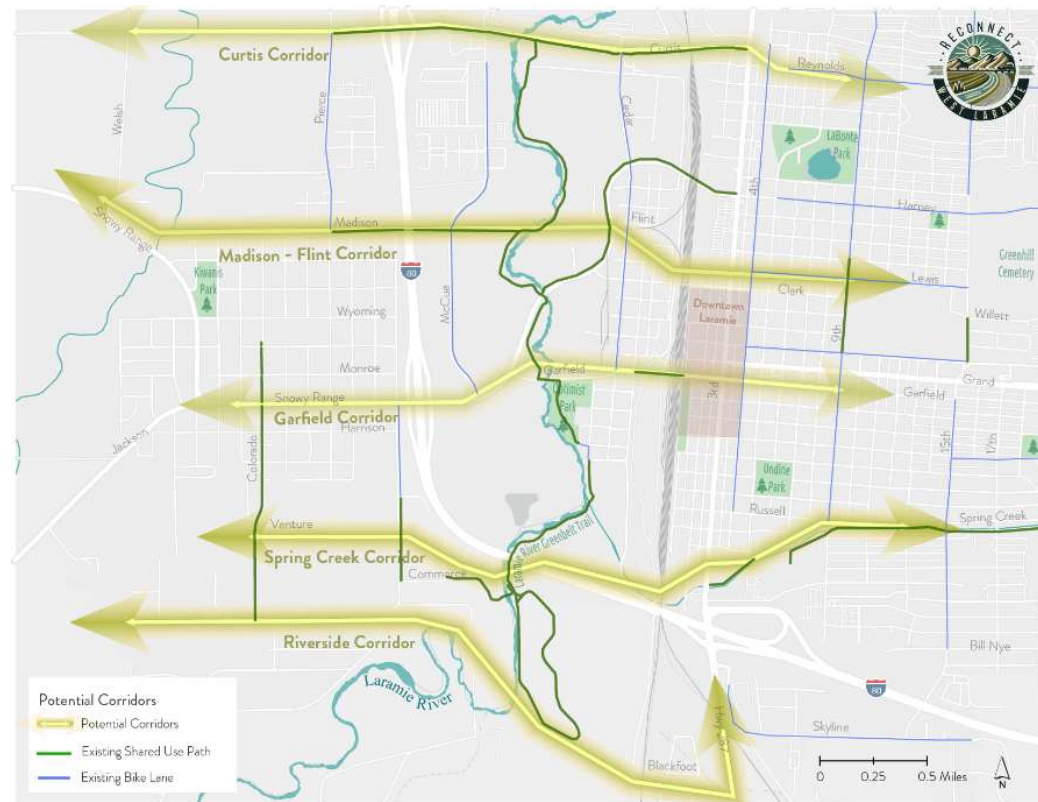 RECONNECT
WEST LARAMIE
Curtis Corridor
Curtis
Reynolds
Welsh
Pierce
Cedar
4th
LaBonte
Park
Harney
Snowy Range
Madison
Flint
Madison - Flint Corridor
80
Kiwanis
Park
McCue
Clark
Lewis
Greenhill
Cemetery
Wyoming
Downtown
Laramie
9th
Willett
Monroe
Garfield
Grand
3rd
Snowy Range
Garfield
Garfield Corridor
Optimist
Park
Harrison
Jackson
Colorado
15th
17th
Undine
Park
Russell
Venture
Spring Creek
Spring Creek Corridor
Laramie River Greenbelt Trail
Commerce
Riverside Corridor
Bill Nye
Laramie River
80
Skyline
Blackfoot
Potential Corridors
Potential Corridors
Existing Shared Use Path
Existing Bike Lane
0 0.25 0.5 Miles
N